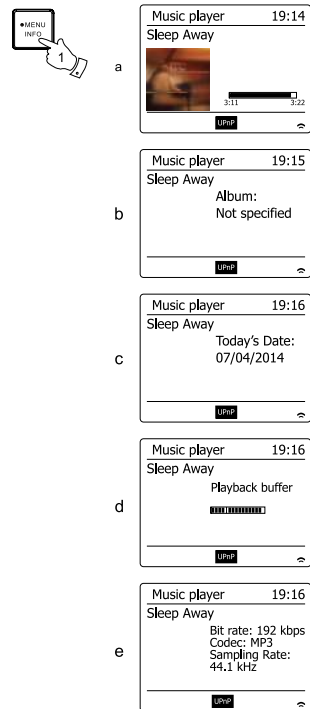 •MENU
INFO
1
a
Music player 19:14
Sleep Away
3:11 3:22
UPnP
b
Music player 19:15
Sleep Away
Album:
Not specified
UPnP
c
Music player 19:16
Sleep Away
Today's Date:
07/04/2014
UPnP
d
Music player 19:16
Sleep Away
Playback buffer
UPnP
e
Music player 19:16
Sleep Away
Bit rate: 192 kbps
Codec: MP3
Sampling Rate:
44.1 kHz
UPnP